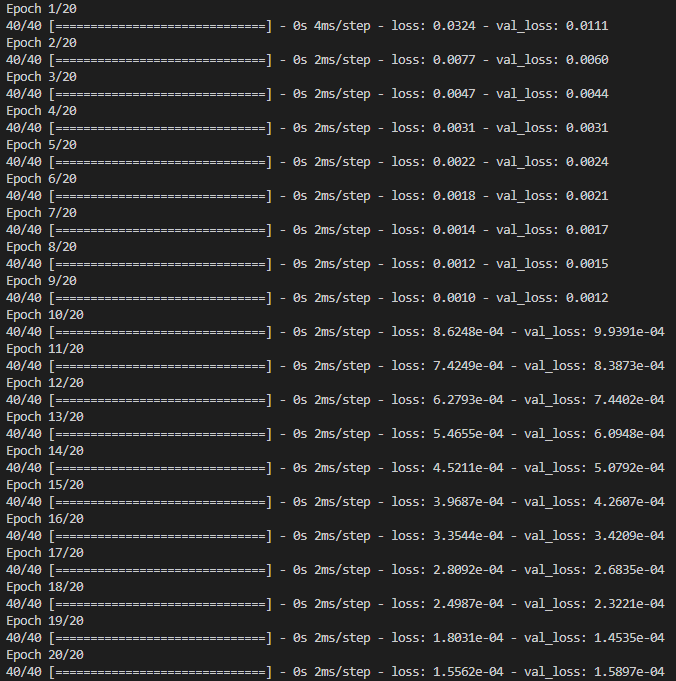 Epoch 1/20
40/40 [==============================] - 0s 4ms/step - loss: 0.0324 - val_loss: 0.0111
Epoch 2/20
40/40 [==============================] - 0s 2ms/step - loss: 0.0077 - val_loss: 0.0060
Epoch 3/20
40/40 [==============================] - 0s 2ms/step - loss: 0.0047 - val_loss: 0.0044
Epoch 4/20
40/40 [==============================] - 0s 2ms/step - loss: 0.0031 - val_loss: 0.0031
Epoch 5/20
40/40 [==============================] - 0s 2ms/step - loss: 0.0022 - val_loss: 0.0024
Epoch 6/20
40/40 [==============================] - 0s 2ms/step - loss: 0.0018 - val_loss: 0.0021
Epoch 7/20
40/40 [==============================] - 0s 2ms/step - loss: 0.0014 - val_loss: 0.0017
Epoch 8/20
40/40 [==============================] - 0s 2ms/step - loss: 0.0012 - val_loss: 0.0015
Epoch 9/20
40/40 [==============================] - 0s 2ms/step - loss: 0.0010 - val_loss: 0.0012
Epoch 10/20
40/40 [==============================] - 0s 2ms/step - loss: 8.6248e-04 - val_loss: 9.9391e-04
Epoch 11/20
40/40 [==============================] - 0s 2ms/step - loss: 7.4249e-04 - val_loss: 8.3873e-04
Epoch 12/20
40/40 [==============================] - 0s 2ms/step - loss: 6.2793e-04 - val_loss: 7.4402e-04
Epoch 13/20
40/40 [==============================] - 0s 2ms/step - loss: 5.4655e-04 - val_loss: 6.0948e-04
Epoch 14/20
40/40 [==============================] - 0s 2ms/step - loss: 4.5211e-04 - val_loss: 5.0792e-04
Epoch 15/20
40/40 [==============================] - 0s 2ms/step - loss: 3.9687e-04 - val_loss: 4.2607e-04
Epoch 16/20
40/40 [==============================] - 0s 2ms/step - loss: 3.3544e-04 - val_loss: 3.4209e-04
Epoch 17/20
40/40 [==============================] - 0s 2ms/step - loss: 2.8092e-04 - val_loss: 2.6835e-04
Epoch 18/20
40/40 [==============================] - 0s 2ms/step - loss: 2.4987e-04 - val_loss: 2.3221e-04
Epoch 19/20
40/40 [==============================] - 0s 2ms/step - loss: 1.8031e-04 - val_loss: 1.4535e-04
Epoch 20/20
40/40 [==============================] - 0s 2ms/step - loss: 1.5562e-04 - val_loss: 1.5897e-04